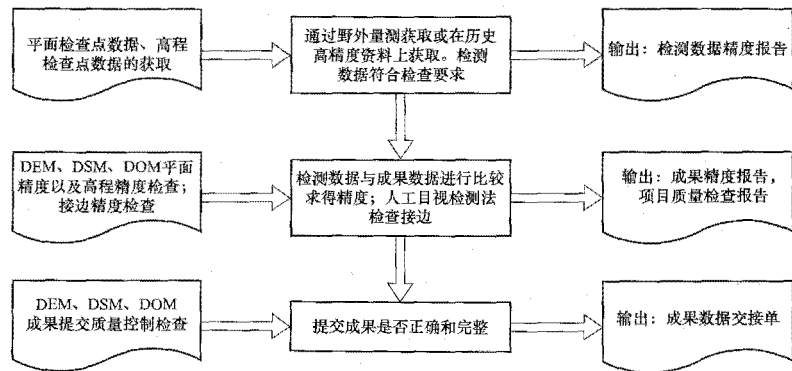 平面检查点数据、高程
检查点数据的获取
通过野外量测获取或在历史
高精度资料上获取。检测
数据符合检查要求
输出：检测数据精度报告
DEM、DSM、DOM平面
精度以及高程精度检查；
接边精度检查
检测数据与成果数据进行比较
求得精度；人工目视检测法
检查接边
输出：成果精度报告，
项目质量检查报告
DEM、DSM、DOM
成果提交质量控制检查
提交成果是否正确和完整
输出：成果数据交接单